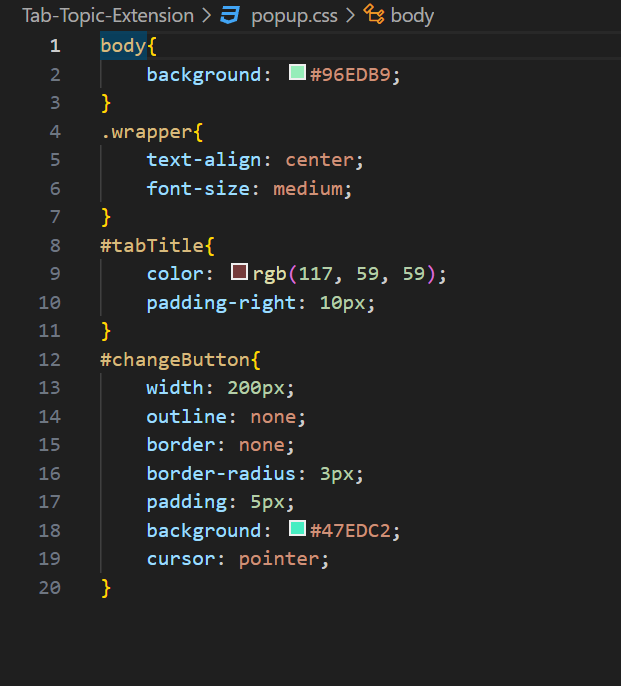 Tab-Topic-Extension > popup.css > body
1 body{
2 background: #96EDB9;
3 }
4 .wrapper{
5 text-align: center;
6 font-size: medium;
7 }
8 #tabTitle{
9 color: rgb(117, 59, 59);
10 padding-right: 10px;
11 }
12 #changeButton{
13 width: 200px;
14 outline: none;
15 border: none;
16 border-radius: 3px;
17 padding: 5px;
18 background: #47EDC2;
19 cursor: pointer;
20 }